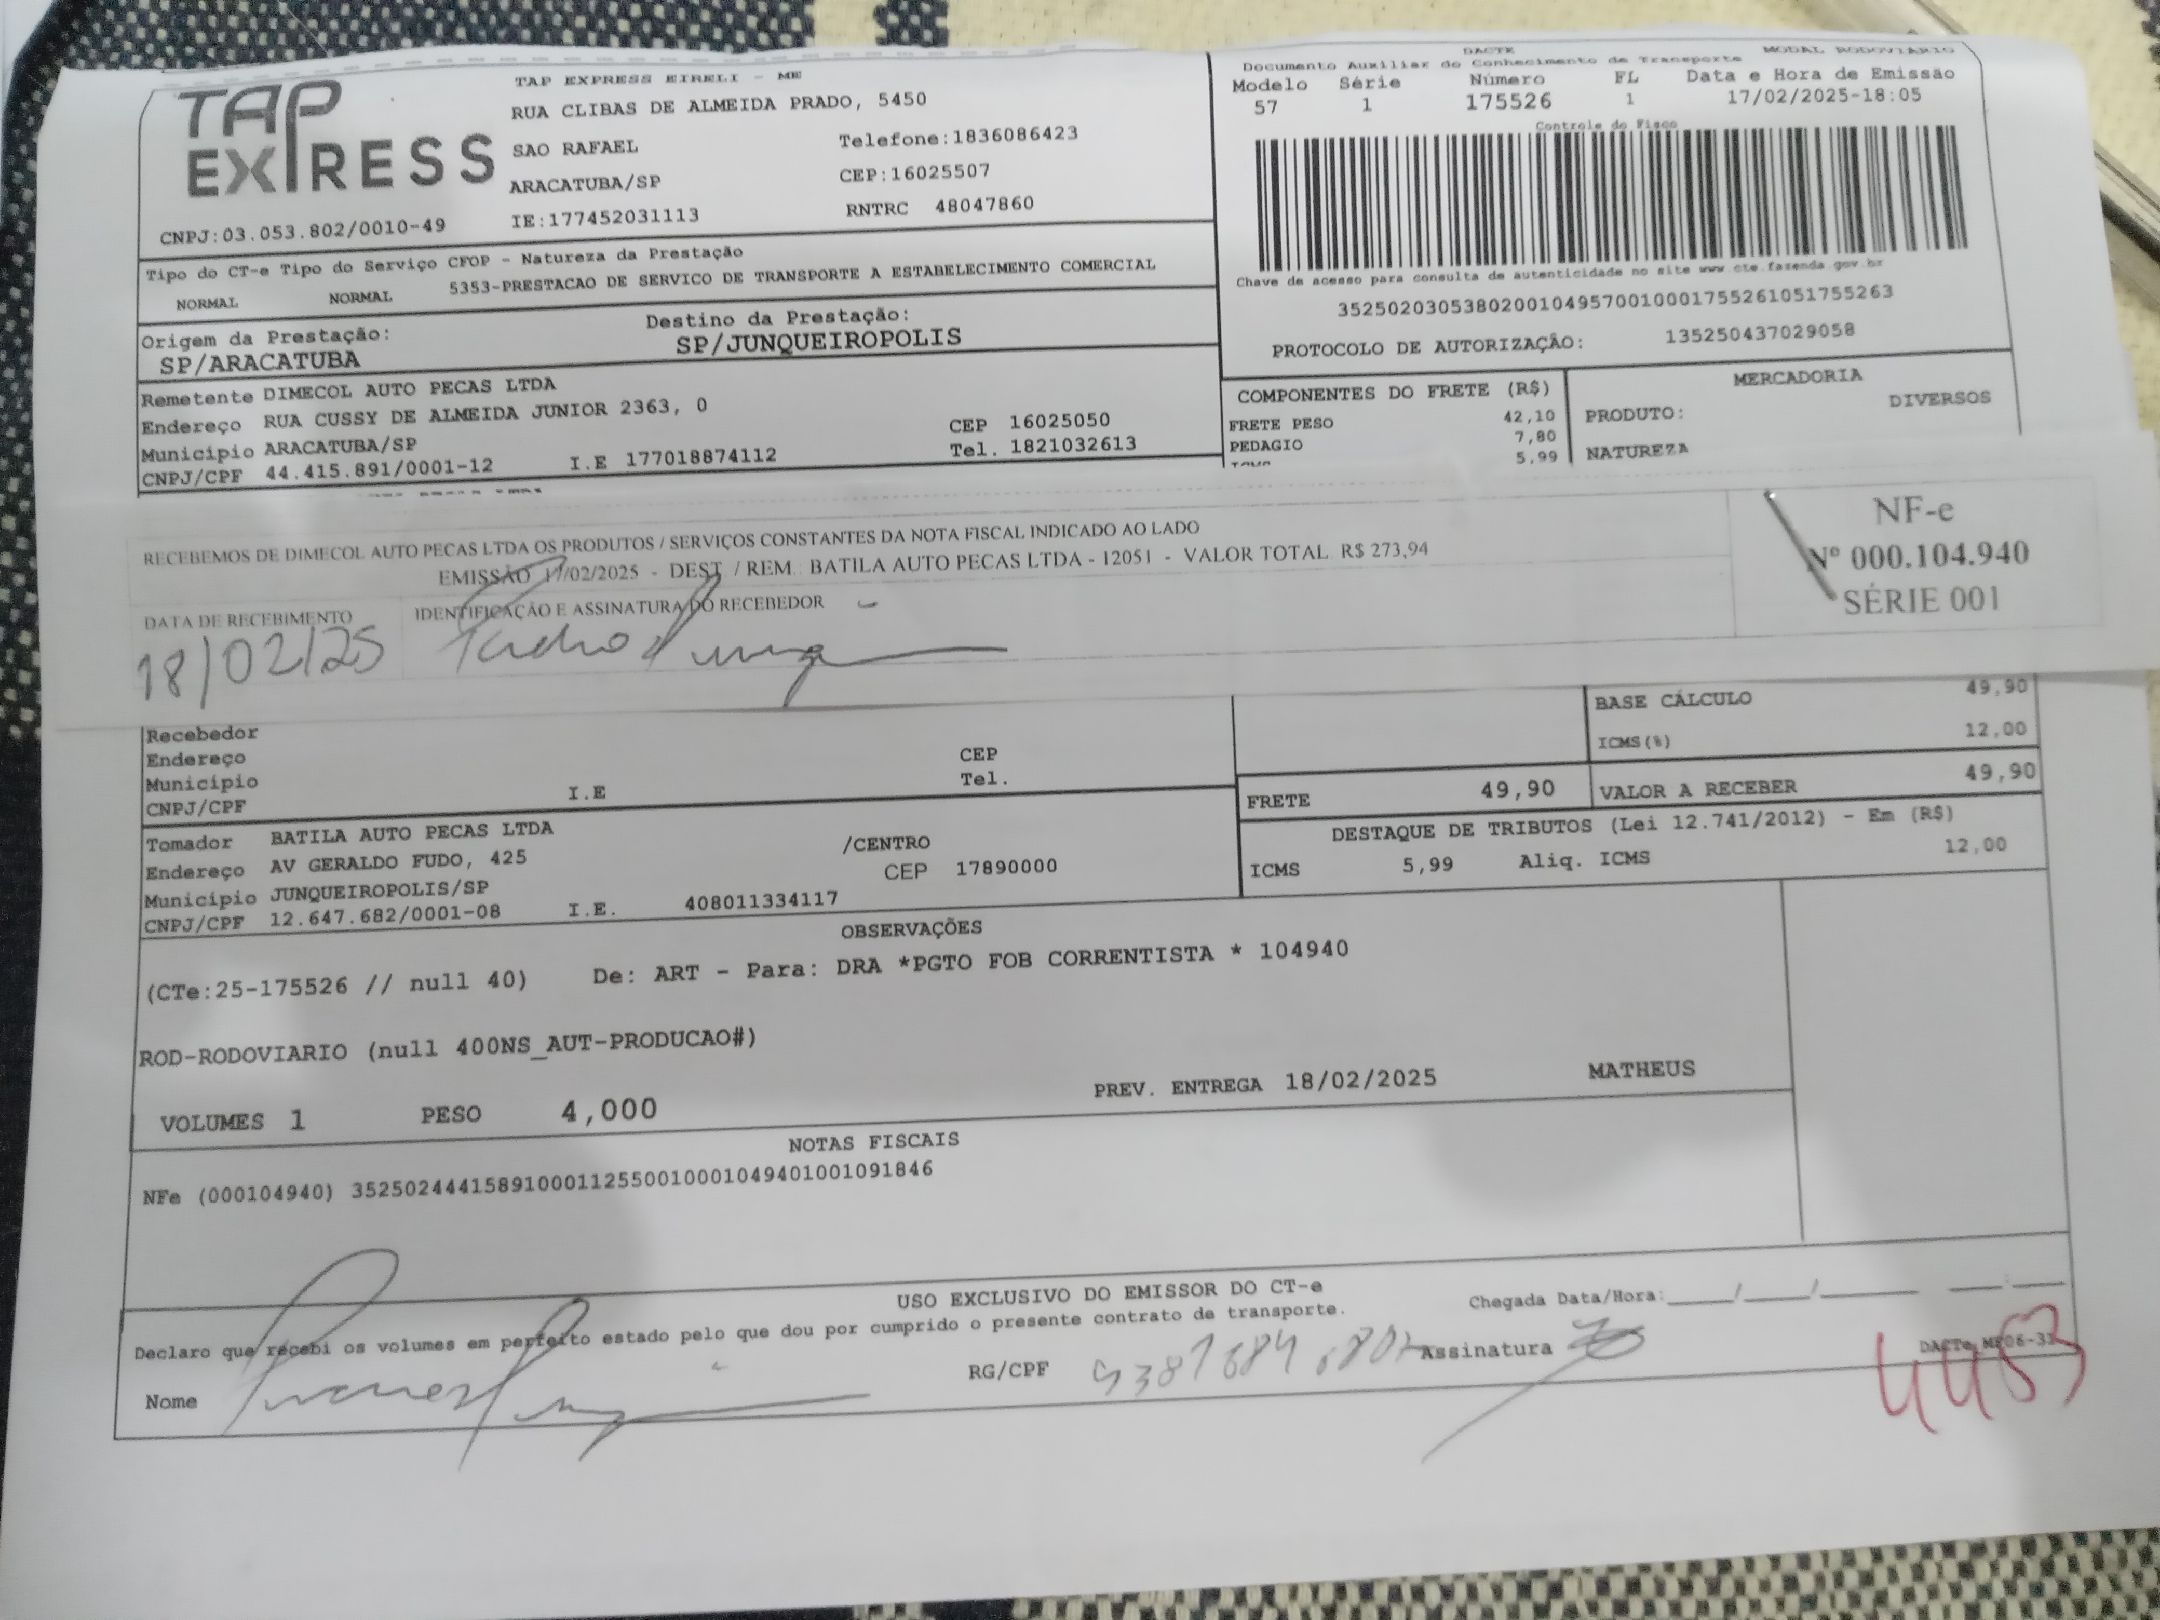 TAP EXPRESS
TAP EXPRESS EIRELI - ME
RUA CLIBAS DE ALMEIDA PRADO, 5450
SAO RAFAEL Telefone:1836086423
ARACATUBA/SP CEP:16025507
CNPJ:03.053.802/0010-49 IE:177452031113 RNTRC 48047860
DACTE MODAL RODOVIARIO
Documento Auxiliar do Conhecimento de Transporte
Modelo Série Número FL Data e Hora de Emissão
57 1 175526 1 17/02/2025-18:05
Controle do Fisco
Chave de acesso para consulta de autenticidade no site www.cte.fazenda.gov.br
35250203053802001049570010001755261051755263
PROTOCOLO DE AUTORIZAÇÃO: 135250437029058
Tipo do CT-e Tipo do Serviço CFOP - Natureza da Prestação
NORMAL NORMAL 5353-PRESTACAO DE SERVICO DE TRANSPORTE A ESTABELECIMENTO COMERCIAL
Origem da Prestação: Destino da Prestação:
SP/ARACATUBA SP/JUNQUEIROPOLIS
Remetente DIMECOL AUTO PECAS LTDA
Endereço RUA CUSSY DE ALMEIDA JUNIOR 2363, 0 CEP 16025050
Município ARACATUBA/SP Tel. 1821032613
CNPJ/CPF 44.415.891/0001-12 I.E 177018874112
COMPONENTES DO FRETE (R$) MERCADORIA
FRETE PESO 42,10 PRODUTO: DIVERSOS
PEDAGIO 7,80 NATUREZA
ICMS 5,99
RECEBEMOS DE DIMECOL AUTO PECAS LTDA OS PRODUTOS / SERVIÇOS CONSTANTES DA NOTA FISCAL INDICADO AO LADO
EMISSÃO 17/02/2025 - DEST / REM.: BATILA AUTO PECAS LTDA - 12051 - VALOR TOTAL R$ 273,94
NF-e
Nº 000.104.940
SÉRIE 001
DATA DE RECEBIMENTO IDENTIFICAÇÃO E ASSINATURA DO RECEBEDOR
18/02/25
Recebedor
Endereço CEP
Município Tel.
CNPJ/CPF I.E
BASE CÁLCULO 49,90
ICMS(%) 12,00
FRETE 49,90 VALOR A RECEBER 49,90
Tomador BATILA AUTO PECAS LTDA /CENTRO
Endereço AV GERALDO FUDO, 425 CEP 17890000
Município JUNQUEIROPOLIS/SP
CNPJ/CPF 12.647.682/0001-08 I.E. 408011334117
DESTAQUE DE TRIBUTOS (Lei 12.741/2012) - Em (R$)
ICMS 5,99 Aliq. ICMS 12,00
OBSERVAÇÕES
(CTe:25-175526 // null 40) De: ART - Para: DRA *PGTO FOB CORRENTISTA * 104940
ROD-RODOVIARIO (null 400NS_AUT-PRODUCAO#)
VOLUMES 1 PESO 4,000 PREV. ENTREGA 18/02/2025 MATHEUS
NOTAS FISCAIS
NFe (000104940) 35250244415891000112550010001049401001091846
USO EXCLUSIVO DO EMISSOR DO CT-e
Declaro que recebi os volumes em perfeito estado pelo que dou por cumprido o presente contrato de transporte. Chegada Data/Hora:____/____/______ ___:___
Nome RG/CPF Assinatura
4453